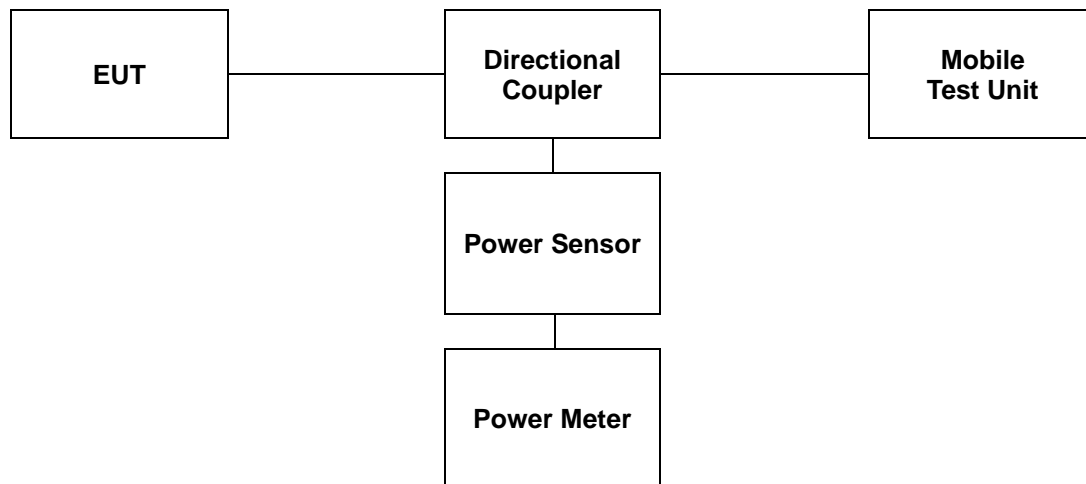 EUT
Directional
Coupler
Mobile
Test Unit
Power Sensor
Power Meter